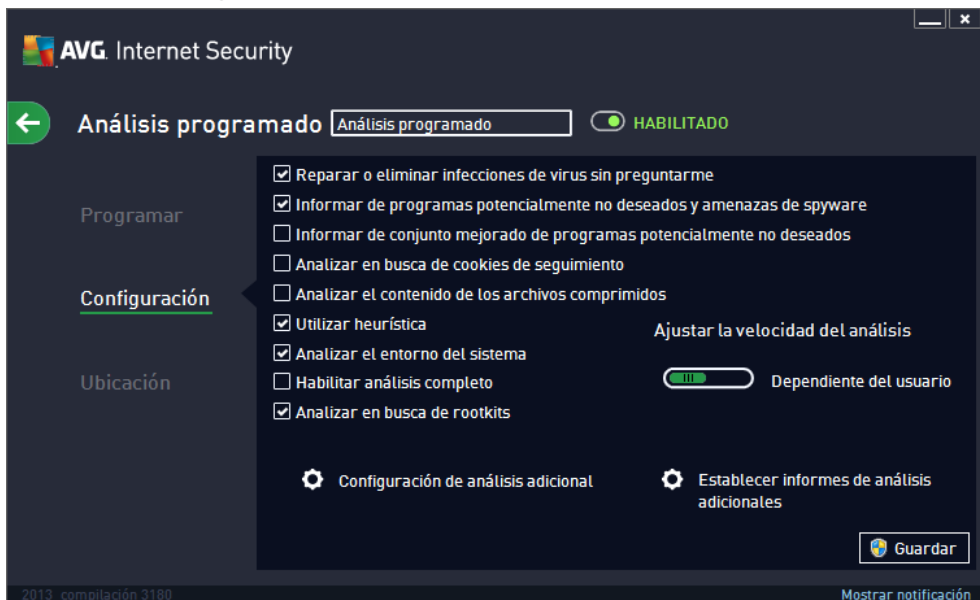 AVG. Internet Security
Análisis programado Análisis programado HABILITADO
Programar
Configuración
Ubicación
Reparar o eliminar infecciones de virus sin preguntarme
Informar de programas potencialmente no deseados y amenazas de spyware
Informar de conjunto mejorado de programas potencialmente no deseados
Analizar en busca de cookies de seguimiento
Analizar el contenido de los archivos comprimidos
Utilizar heurística
Analizar el entorno del sistema
Habilitar análisis completo
Analizar en busca de rootkits
Ajustar la velocidad del análisis
Dependiente del usuario
Configuración de análisis adicional
Establecer informes de análisis
adicionales
Guardar
2013 compilación 3180
Mostrar notificación